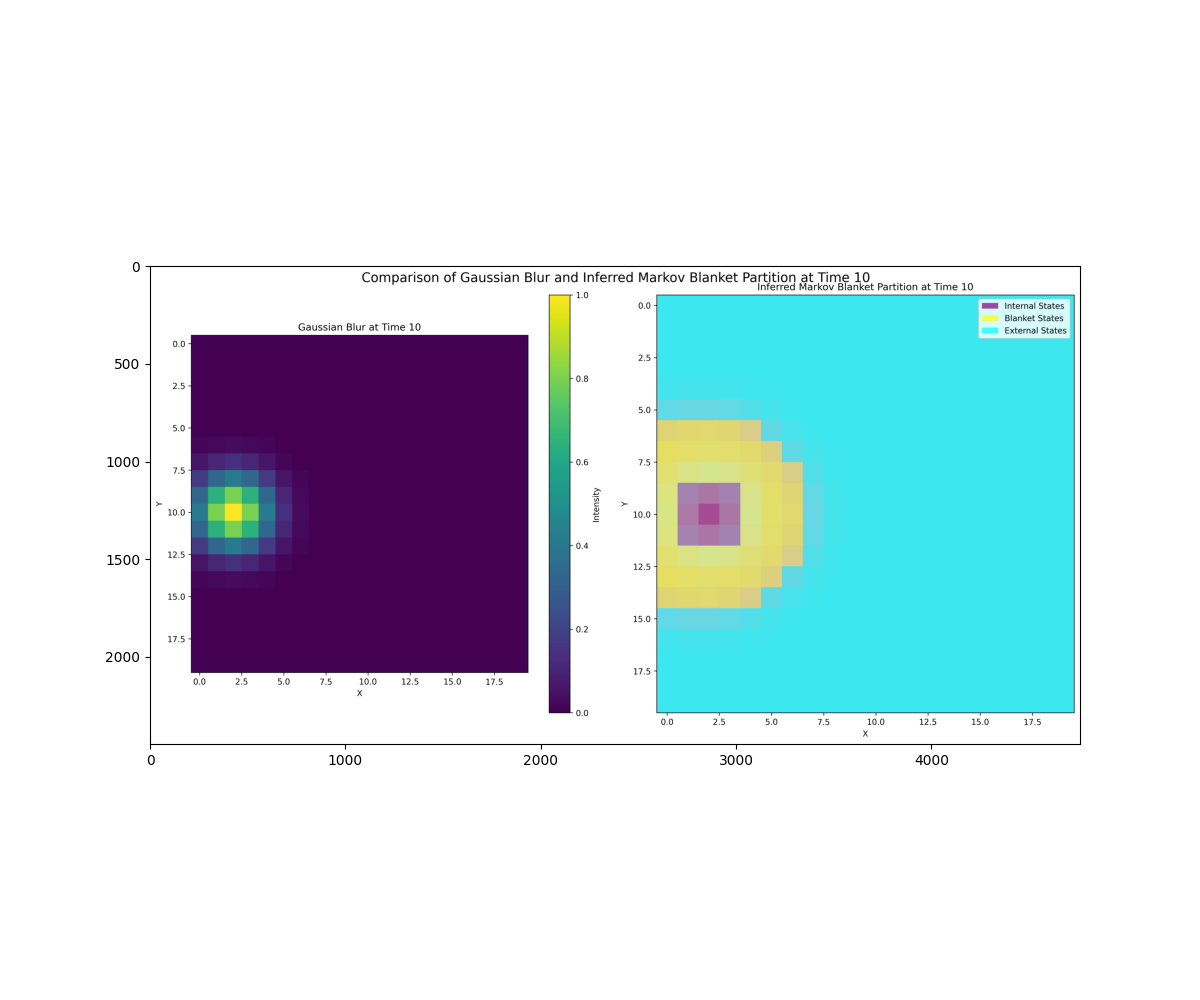 Comparison of Gaussian Blur and Inferred Markov Blanket Partition at Time 10
Gaussian Blur at Time 10
0.0
2.5
5.0
7.5
10.0
12.5
15.0
17.5
Y
0.0 2.5 5.0 7.5 10.0 12.5 15.0 17.5
X
1.0
0.8
0.6
0.4
0.2
0.0
Intensity
Inferred Markov Blanket Partition at Time 10
Internal States
Blanket States
External States
0.0
2.5
5.0
7.5
10.0
12.5
15.0
17.5
Y
0.0 2.5 5.0 7.5 10.0 12.5 15.0 17.5
X
0
500
1000
1500
2000
0 1000 2000 3000 4000